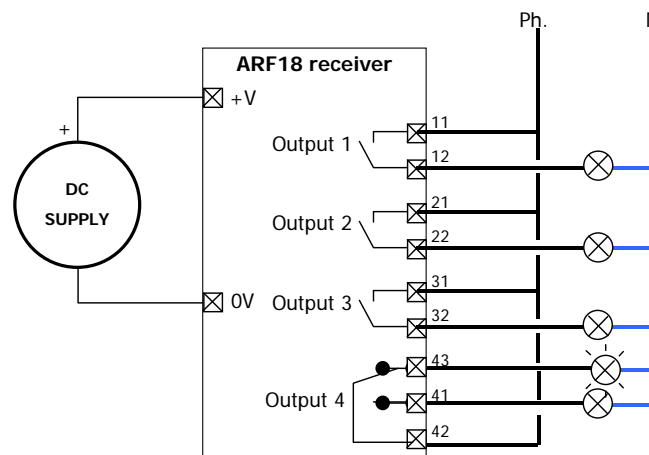 Ph.
ARF18 receiver
+V
+
11
Output 1
12
DC
SUPPLY
21
Output 2
22
31
0V
Output 3
32
43
Output 4
41
42